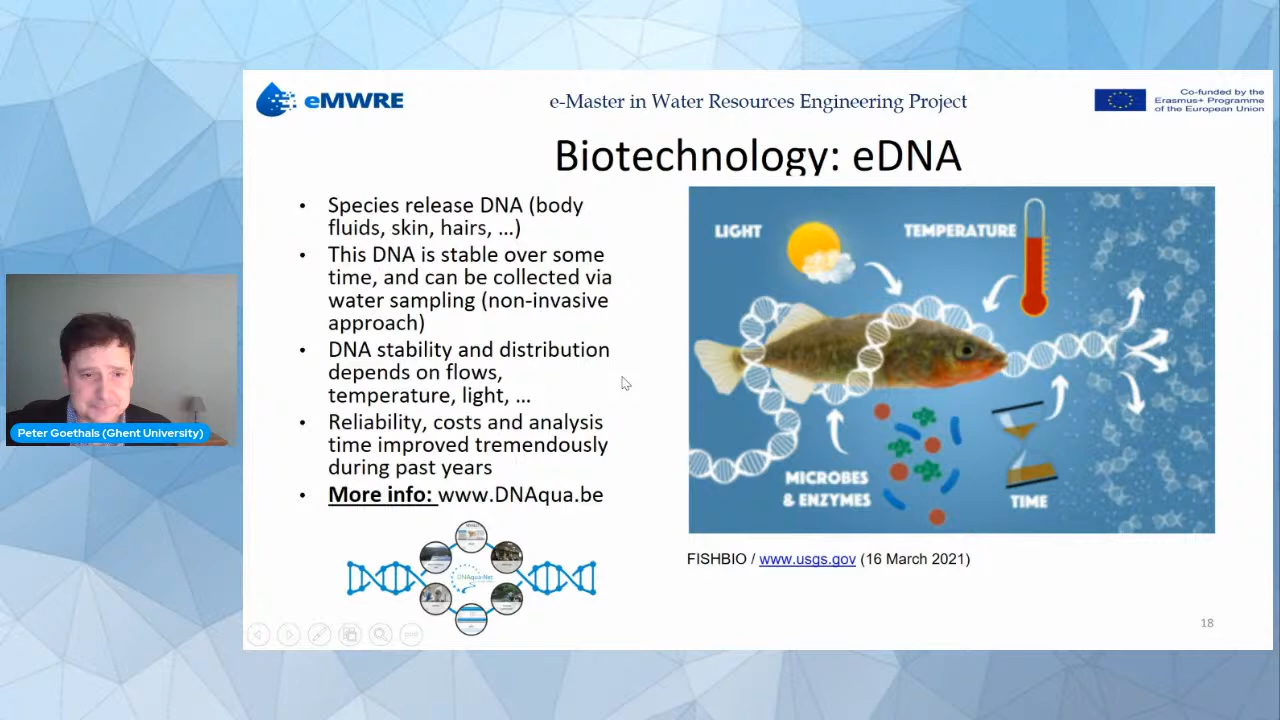 eMWRE
e-Master in Water Resources Engineering Project
Co-funded by the
Erasmus+ Programme
of the European Union
Biotechnology: eDNA
• Species release DNA (body
fluids, skin, hairs, …)
• This DNA is stable over some
time, and can be collected via
water sampling (non-invasive
approach)
• DNA stability and distribution
depends on flows,
temperature, light, …
• Reliability, costs and analysis
time improved tremendously
during past years
• More info: www.DNAqua.be
DNAqua-Net
LIGHT
TEMPERATURE
MICROBES
& ENZYMES
TIME
FISHBIO / www.usgs.gov (16 March 2021)
18
Peter Goethals (Ghent University)